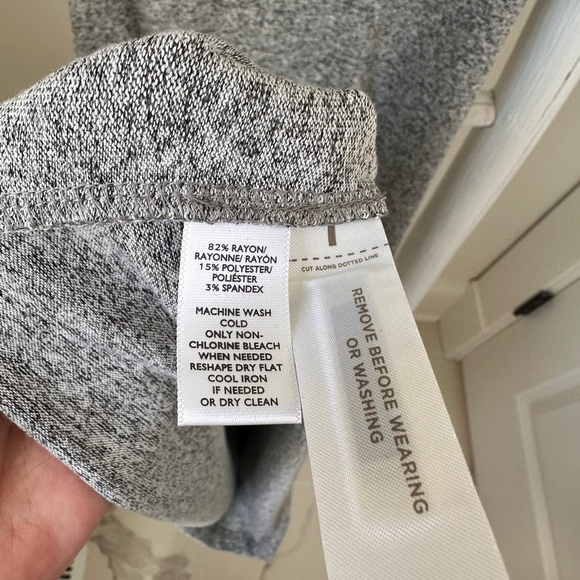 82% RAYON/
RAYONNE/ RAYÓN
15% POLYESTER/
POLIÉSTER
3% SPANDEX
MACHINE WASH
COLD
ONLY NON-
CHLORINE BLEACH
WHEN NEEDED
RESHAPE DRY FLAT
COOL IRON
IF NEEDED
OR DRY CLEAN
CUT ALONG DOTTED LINE
REMOVE BEFORE WEARING
OR WASHING